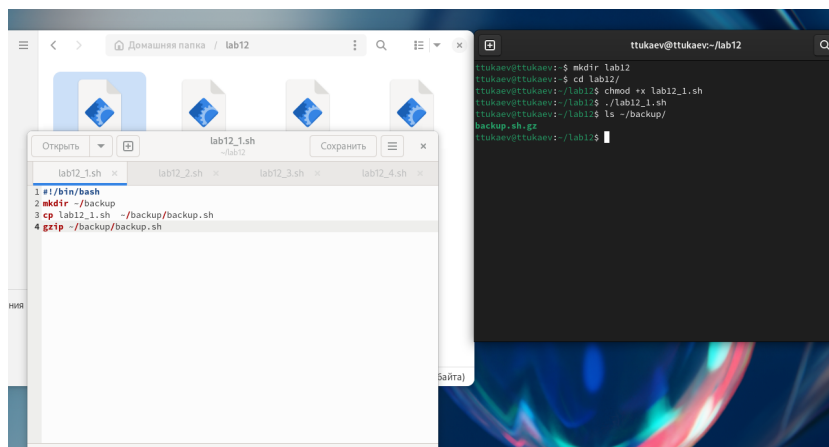 Домашняя папка / lab12
ttukaev@ttukaev:~/lab12
ttukaev@ttukaev:~$ mkdir lab12
ttukaev@ttukaev:~$ cd lab12/
ttukaev@ttukaev:~/lab12$ chmod +x lab12_1.sh
ttukaev@ttukaev:~/lab12$ ./lab12_1.sh
ttukaev@ttukaev:~/lab12$ ls ~/backup/
backup.sh.gz
ttukaev@ttukaev:~/lab12$
Открыть
lab12_1.sh
~/lab12
Сохранить
lab12_1.sh
lab12_2.sh
lab12_3.sh
lab12_4.sh
1 #!/bin/bash
2 mkdir ~/backup
3 cp lab12_1.sh  ~/backup/backup.sh
4 gzip ~/backup/backup.sh
ния
байта)